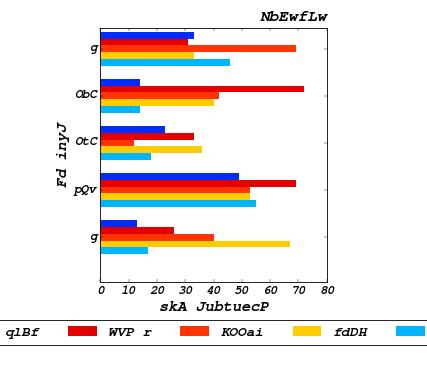 NbEwfLw
g
ObC
OtC
pQv
g
Fd inyJ
0 10 20 30 40 50 60 70 80
skA JubtuecP
qlBf WVP r KOOai fdDH